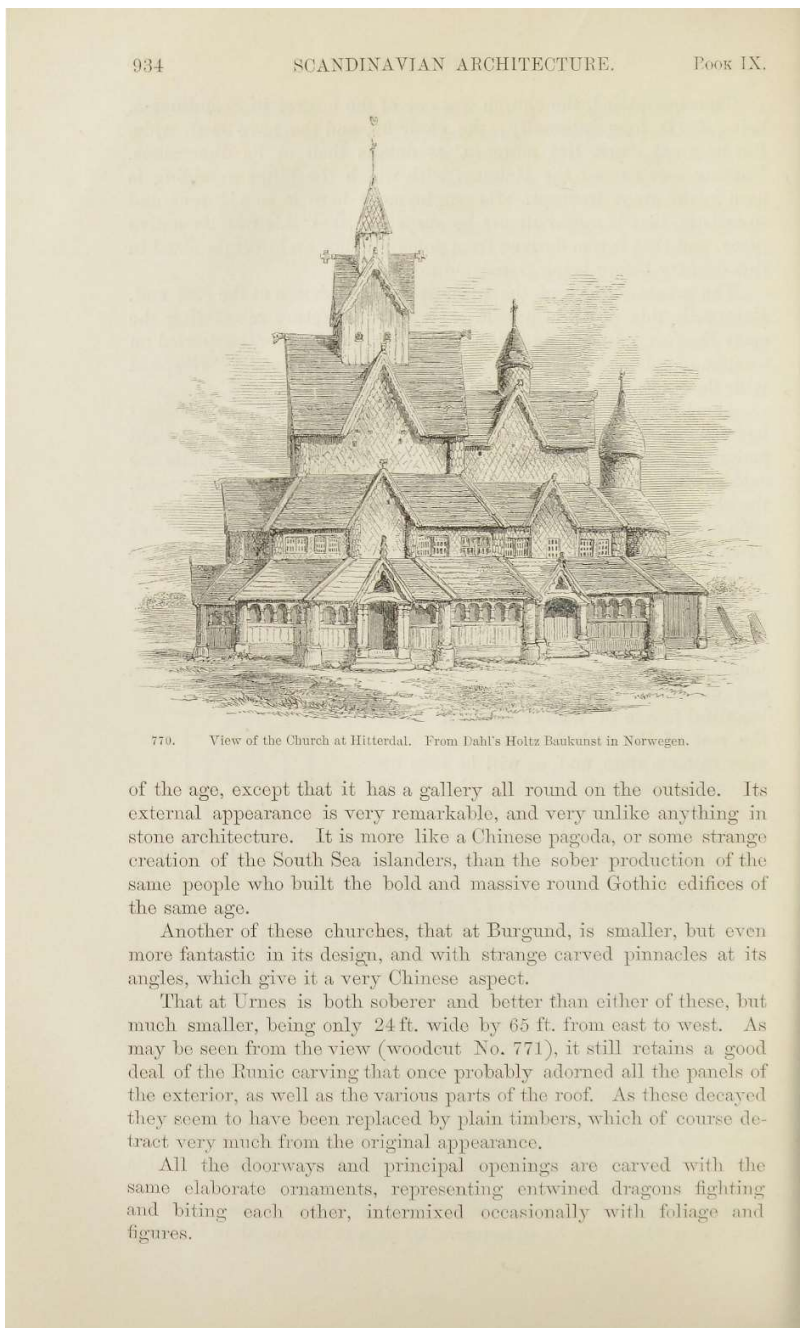 934 SCANDINAVIAN ARCHITECTURE. BOOK IX.
770. View of the Church at Hitterdal. From Dahl's Holtz Baukunst in Norwegen.
of the age, except that it has a gallery all round on the outside. Its
external appearance is very remarkable, and very unlike anything in
stone architecture. It is more like a Chinese pagoda, or some strange
creation of the South Sea islanders, than the sober production of the
same people who built the bold and massive round Gothic edifices of
the same age.
Another of these churches, that at Burgund, is smaller, but even
more fantastic in its design, and with strange carved pinnacles at its
angles, which give it a very Chinese aspect.
That at Urnes is both soberer and better than either of these, but
much smaller, being only 24 ft. wide by 65 ft. from east to west. As
may be seen from the view (woodcut No. 771), it still retains a good
deal of the Runic carving that once probably adorned all the panels of
the exterior, as well as the various parts of the roof. As these decayed
they seem to have been replaced by plain timbers, which of course de-
tract very much from the original appearance.
All the doorways and principal openings are carved with the
same elaborate ornaments, representing entwined dragons fighting
and biting each other, intermixed occasionally with foliage and
figures.